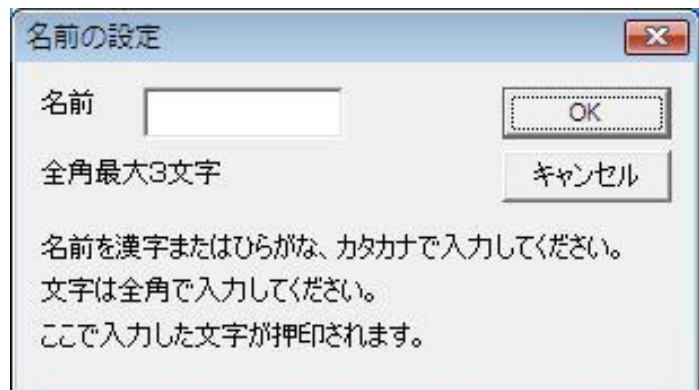 名前の設定
名前
OK
全角最大3文字
キャンセル
名前を漢字またはひらがな、カタカナで入力してください。
文字は全角で入力してください。
ここで入力した文字が押印されます。